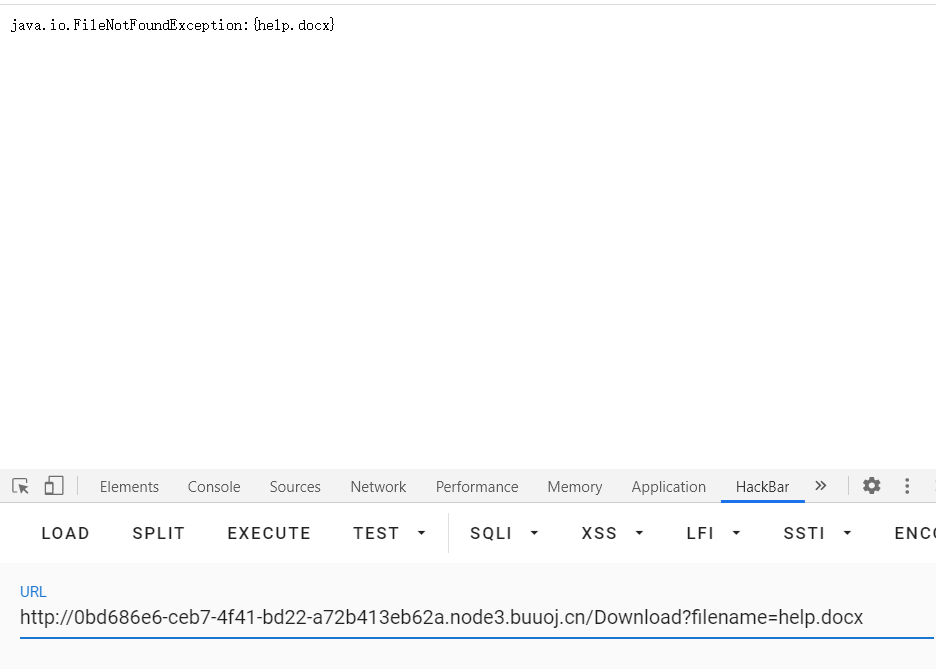 java.io.FileNotFoundException:{help.docx}
Elements Console Sources Network Performance Memory Application HackBar »
LOAD SPLIT EXECUTE TEST SQLI XSS LFI SSTI ENC
URL
http://0bd686e6-ceb7-4f41-bd22-a72b413eb62a.node3.buuoj.cn/Download?filename=help.docx